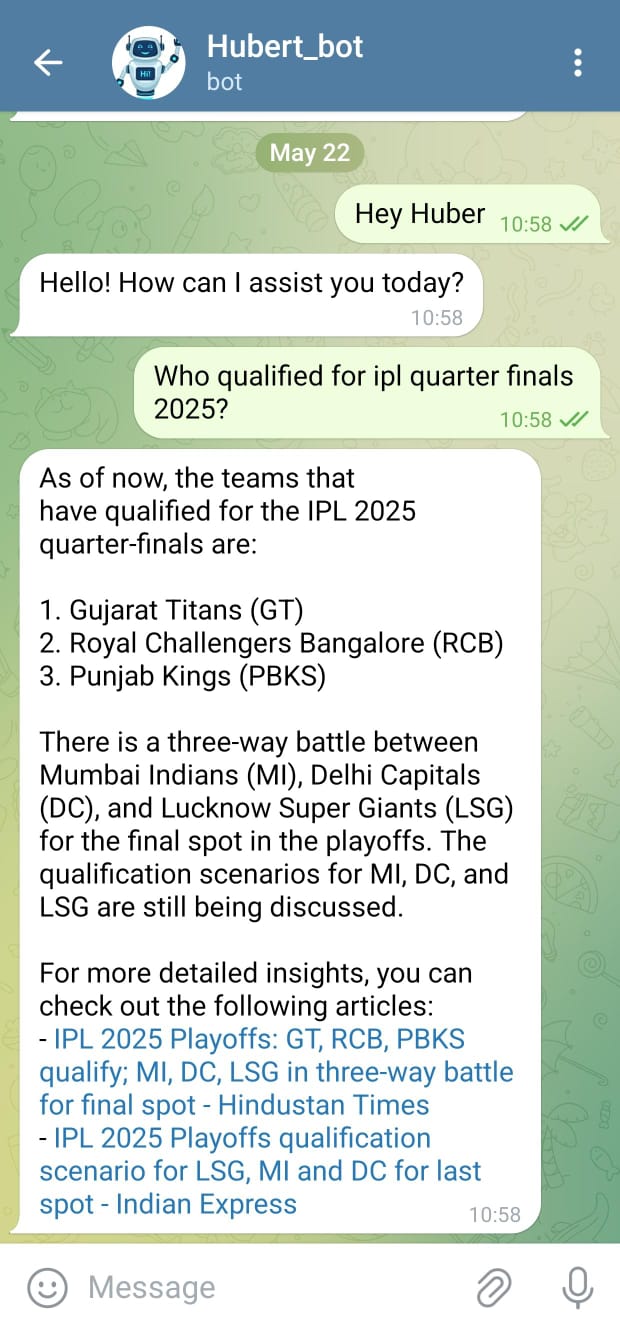 Hubert_bot
bot
Hi!
May 22
Hey Huber
10:58
Hello! How can I assist you today?
10:58
Who qualified for ipl quarter finals
2025?
10:58
As of now, the teams that
have qualified for the IPL 2025
quarter-finals are:
1. Gujarat Titans (GT)
2. Royal Challengers Bangalore (RCB)
3. Punjab Kings (PBKS)
There is a three-way battle between
Mumbai Indians (MI), Delhi Capitals
(DC), and Lucknow Super Giants (LSG)
for the final spot in the playoffs. The
qualification scenarios for MI, DC, and
LSG are still being discussed.
For more detailed insights, you can
check out the following articles:
- IPL 2025 Playoffs: GT, RCB, PBKS
qualify; MI, DC, LSG in three-way battle
for final spot - Hindustan Times
- IPL 2025 Playoffs qualification
scenario for LSG, MI and DC for last
spot - Indian Express
10:58
Message